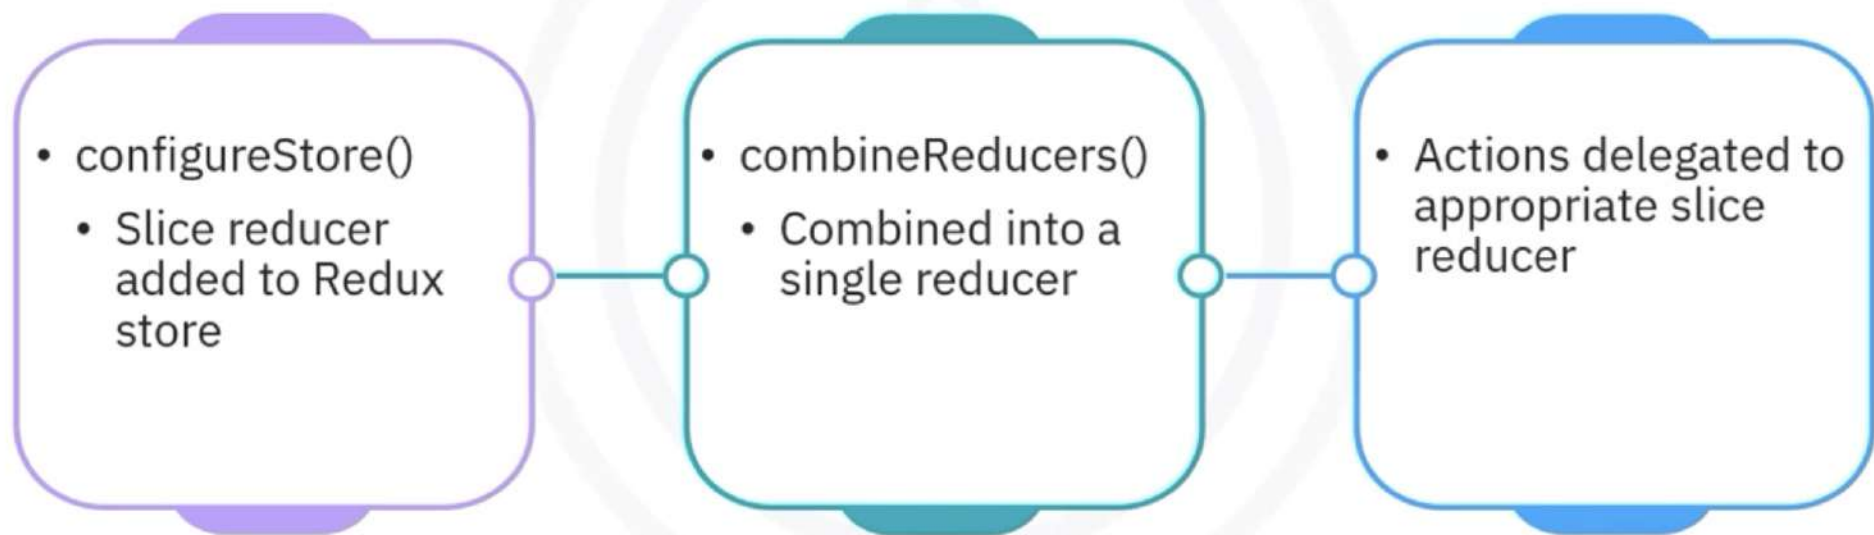 • configureStore()
• Slice reducer
added to Redux
store
• combineReducers()
• Combined into a
single reducer
• Actions delegated to
appropriate slice
reducer